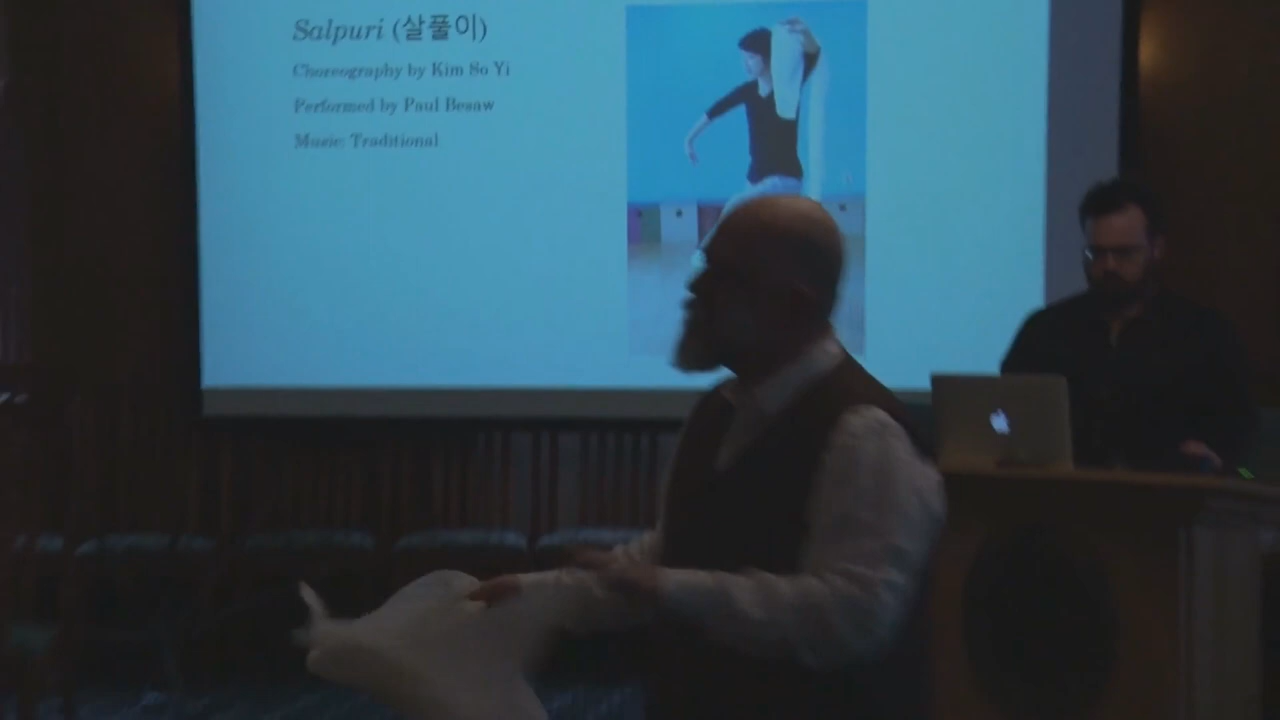 Salpuri (살풀이)
Choreography by Kim So Yi
Performed by Paul Besaw
Music: Traditional